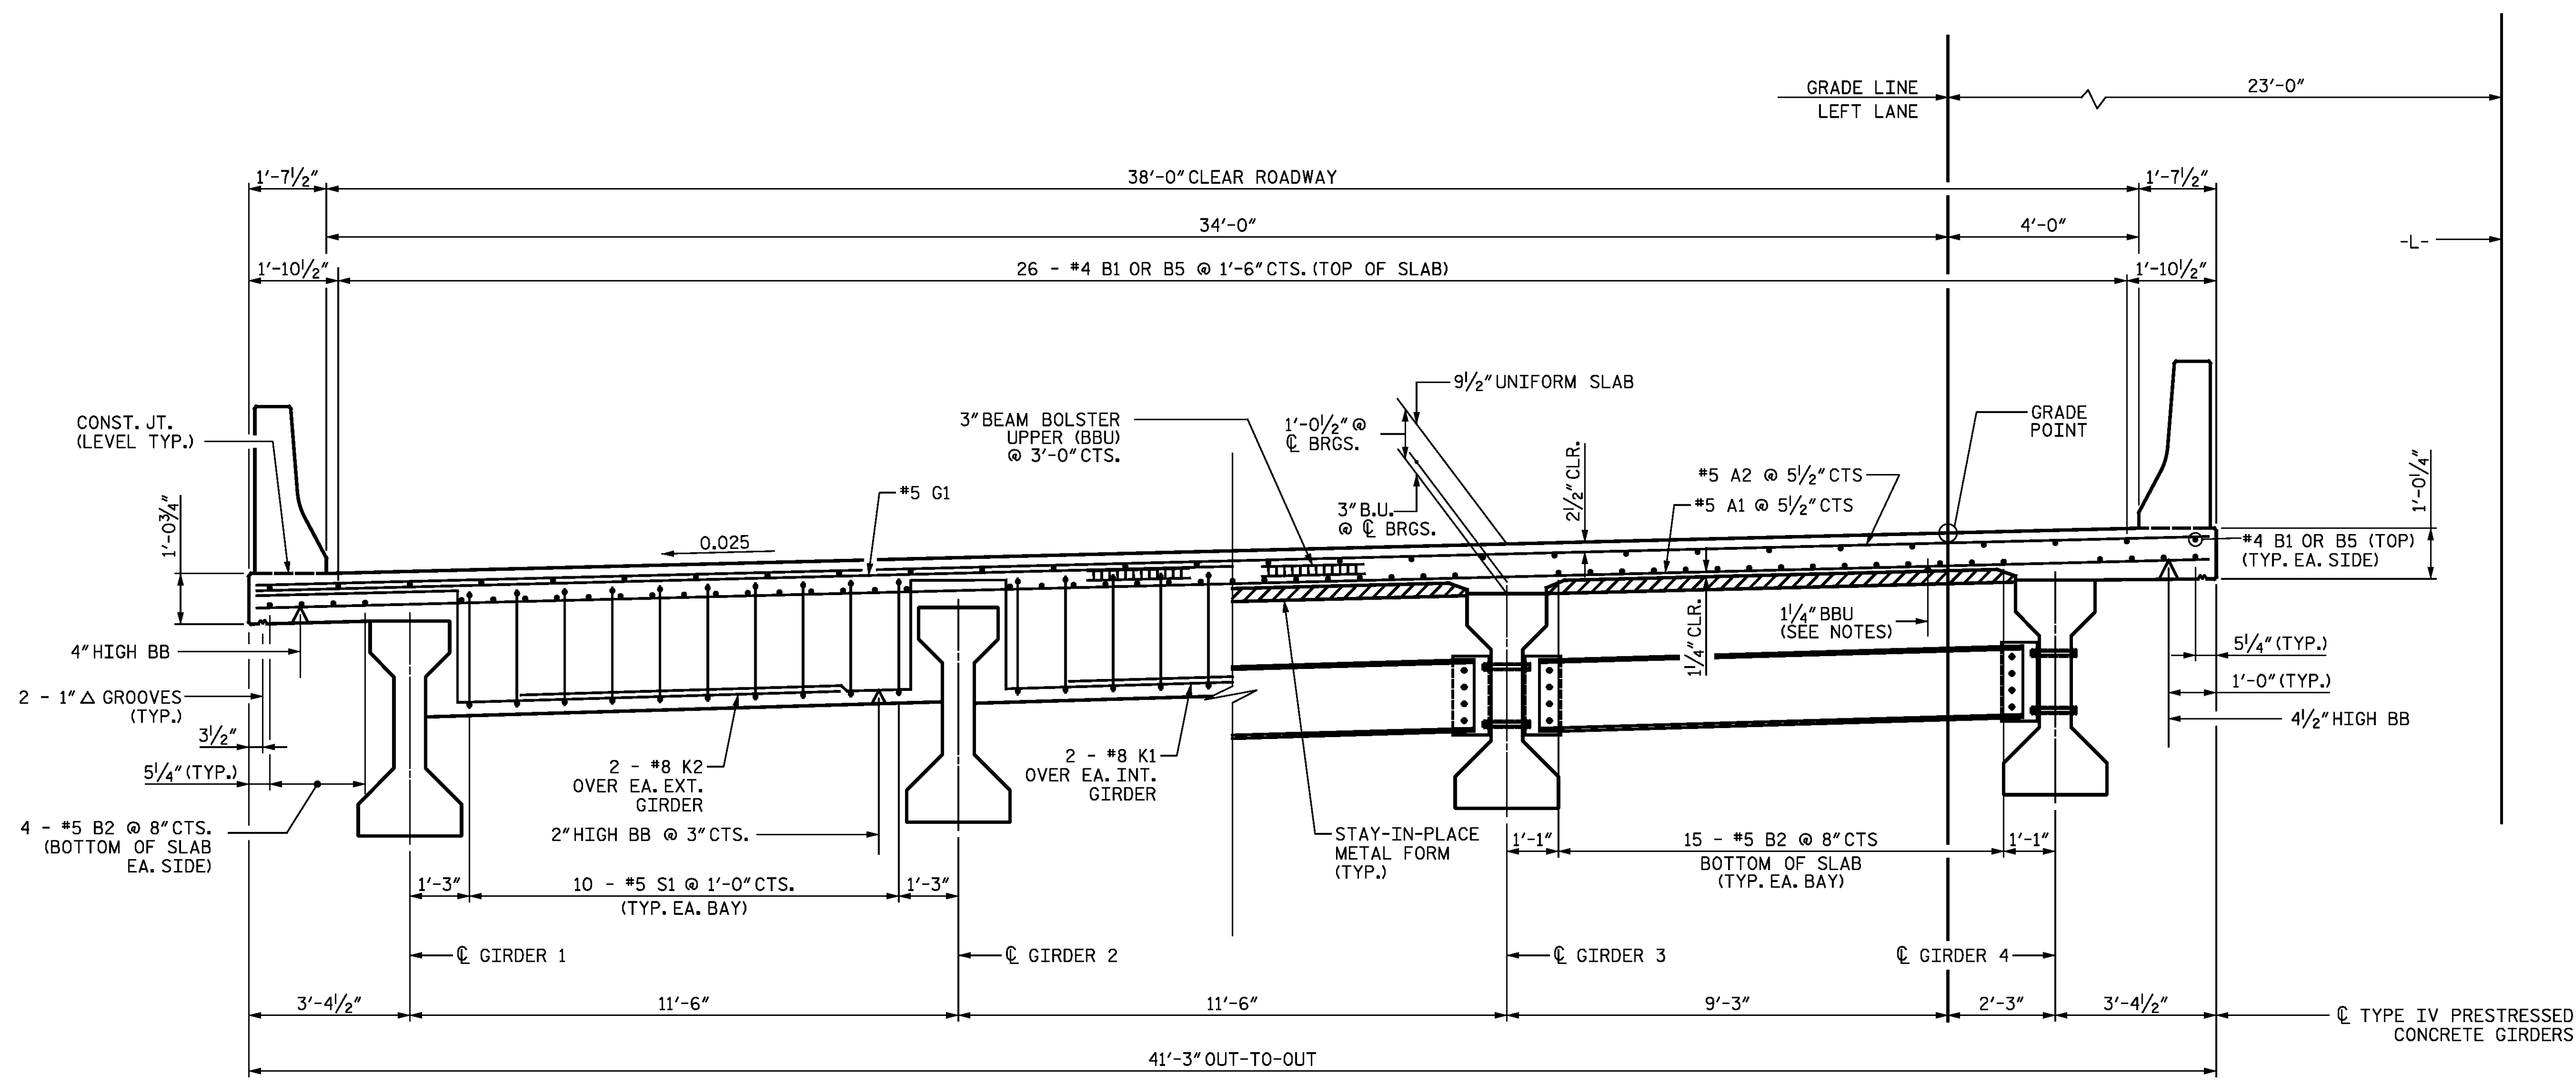 GRADE LINE
LEFT LANE
23'-0"
1'-7½"
38'-0" CLEAR ROADWAY
1'-7½"
34'-0"
4'-0"
-L-
1'-10½"
26 - #4 B1 OR B5 @ 1'-6" CTS. (TOP OF SLAB)
1'-10½"
9½" UNIFORM SLAB
CONST. JT.
(LEVEL TYP.)
3" BEAM BOLSTER
UPPER (BBU)
@ 3'-0" CTS.
1'-0½" @
℄ BRGS.
GRADE
POINT
2½" CLR.
#5 A2 @ 5½" CTS
#5 A1 @ 5½" CTS
#5 G1
3" B.U.
@ ℄ BRGS.
1'-0¾"
0.025
1'-0¼"
#4 B1 OR B5 (TOP)
(TYP. EA. SIDE)
1¼" BBU
(SEE NOTES)
1¼" CLR.
4" HIGH BB
5¼" (TYP.)
1'-0" (TYP.)
2 - 1" △ GROOVES
(TYP.)
4½" HIGH BB
3½"
5¼" (TYP.)
2 - #8 K2
OVER EA. EXT.
GIRDER
2 - #8 K1
OVER EA. INT.
GIRDER
4 - #5 B2 @ 8" CTS.
(BOTTOM OF SLAB
EA. SIDE)
2" HIGH BB @ 3" CTS.
STAY-IN-PLACE
METAL FORM
(TYP.)
1'-1"
15 - #5 B2 @ 8" CTS
BOTTOM OF SLAB
(TYP. EA. BAY)
1'-1"
1'-3"
10 - #5 S1 @ 1'-0" CTS.
(TYP. EA. BAY)
1'-3"
℄ GIRDER 1
℄ GIRDER 2
℄ GIRDER 3
℄ GIRDER 4
3'-4½"
11'-6"
11'-6"
9'-3"
2'-3"
3'-4½"
℄ TYPE IV PRESTRESSED
CONCRETE GIRDERS
41'-3" OUT-TO-OUT